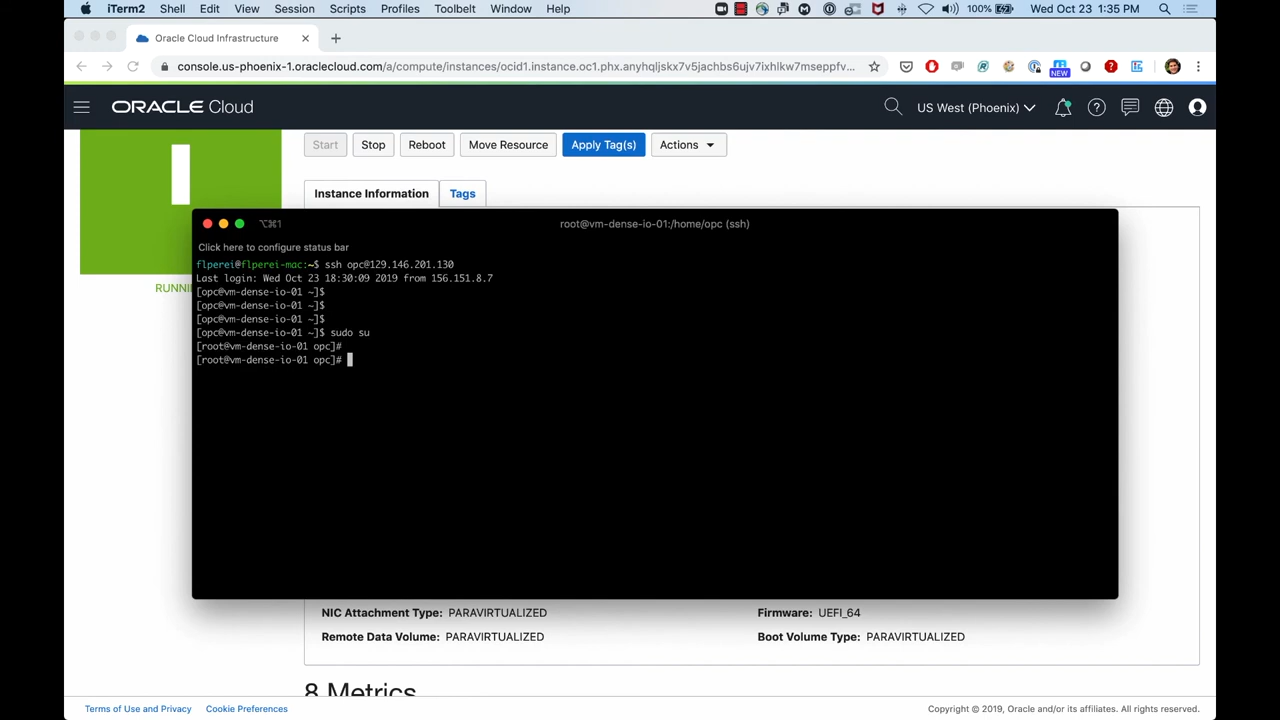 iTerm2 Shell Edit View Session Scripts Profiles Toolbelt Window Help 100% Wed Oct 23 1:35 PM
Oracle Cloud Infrastructure
console.us-phoenix-1.oraclecloud.com/a/compute/instances/ocid1.instance.oc1.phx.anyhqljskx7v5jachbs6ujv7ixhlkw7mseppfv...
NEW
ORACLE Cloud US West (Phoenix)
Start Stop Reboot Move Resource Apply Tag(s) Actions
Instance Information Tags
⌥⌘1 root@vm-dense-io-01:/home/opc (ssh)
Click here to configure status bar
flperei@flperei-mac:~$ ssh opc@129.146.201.130
Last login: Wed Oct 23 18:30:09 2019 from 156.151.8.7
[opc@vm-dense-io-01 ~]$
[opc@vm-dense-io-01 ~]$
[opc@vm-dense-io-01 ~]$
[opc@vm-dense-io-01 ~]$ sudo su
[root@vm-dense-io-01 opc]#
[root@vm-dense-io-01 opc]#
RUNNI
NIC Attachment Type: PARAVIRTUALIZED Firmware: UEFI_64
Remote Data Volume: PARAVIRTUALIZED Boot Volume Type: PARAVIRTUALIZED
8 Metrics
Terms of Use and Privacy Cookie Preferences Copyright © 2019, Oracle and/or its affiliates. All rights reserved.